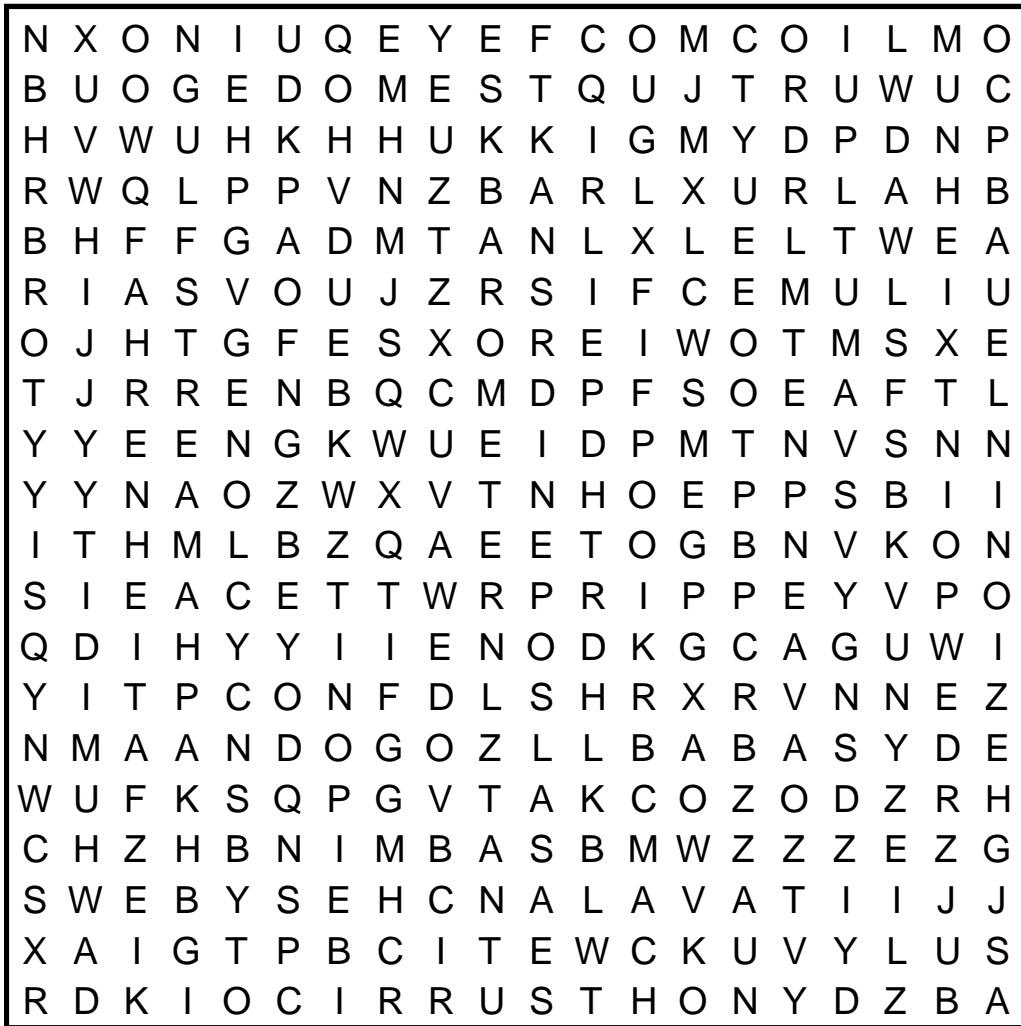 N X O N I U Q E Y E F C O M C O I L M O
B U O G E D O M E S T Q U J T R U W U C
H V W U H K H H U K K I G M Y D P D N P
R W Q L P P V N Z B A R L X U R L A H B
B H F F G A D M T A N L X L E L T W E A
R I A S V O U J Z R S I F C E M U L I U
O J H T G F E S X O R E I W O T M S X E
T J R R E N B Q C M D P F S O E A F T L
Y Y E E N G K W U E I D P M T N V S N N
Y Y N A O Z W X V T N H O E P P S B I I
I T H M L B Z Q A E E T O G B N V K O N
S I E A C E T T W R P R I P P E Y V P O
Q D I H Y Y I I E N O D K G C A G U W I
Y I T P C O N F D L S H R X R V N N E Z
N M A A N D O G O Z L L B A B A S Y D E
W U F K S Q P G V T A K C O Z O D Z R H
C H Z H B N I M B A S B M W Z Z Z E Z G
S W E B Y S E H C N A L A V A T I I J J
X A I G T P B C I T E W C K U V Y L U S
R D K I O C I R R U S T H O N Y D Z B A